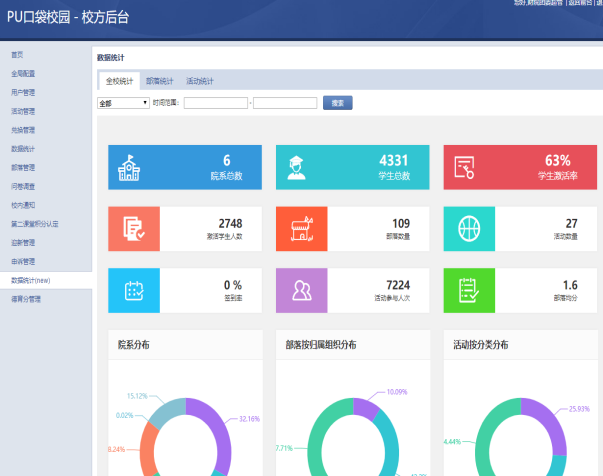 PU口袋校园 - 校方后台
返回前台
首页
全局配置
用户管理
活动管理
兑换管理
数据统计
部落管理
问卷调查
校内通知
第二课堂积分认定
迎新管理
申诉管理
数据统计(new)
德育分管理
数据统计
全校统计 部落统计 活动统计
全部 时间范围： - 搜索
6
院系总数
4331
学生总数
63%
学生激活率
2748
激活学生人数
109
部落数量
27
活动数量
0 %
签到率
7224
活动参与人次
1.6
部落均分
院系分布
部落按归属组织分布
活动按分类分布
15.12%
0.02%
32.16%
8.24%
10.09%
7.71%
25.93%
4.44%